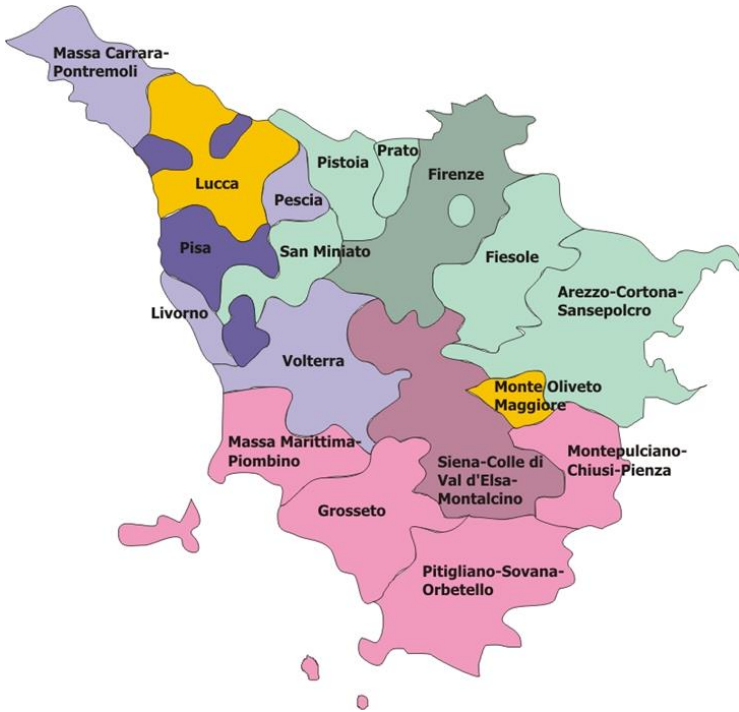 Massa Carrara-
Pontremoli
Pistoia
Prato
Firenze
Lucca
Pescia
Pisa
San Miniato
Fiesole
Arezzo-Cortona-
Sansepolcro
Livorno
Volterra
Monte Oliveto
Maggiore
Massa Marittima-
Piombino
Siena-Colle di
Val d'Elsa-
Montalcino
Montepulciano-
Chiusi-Pienza
Grosseto
Pitigliano-Sovana-
Orbetello